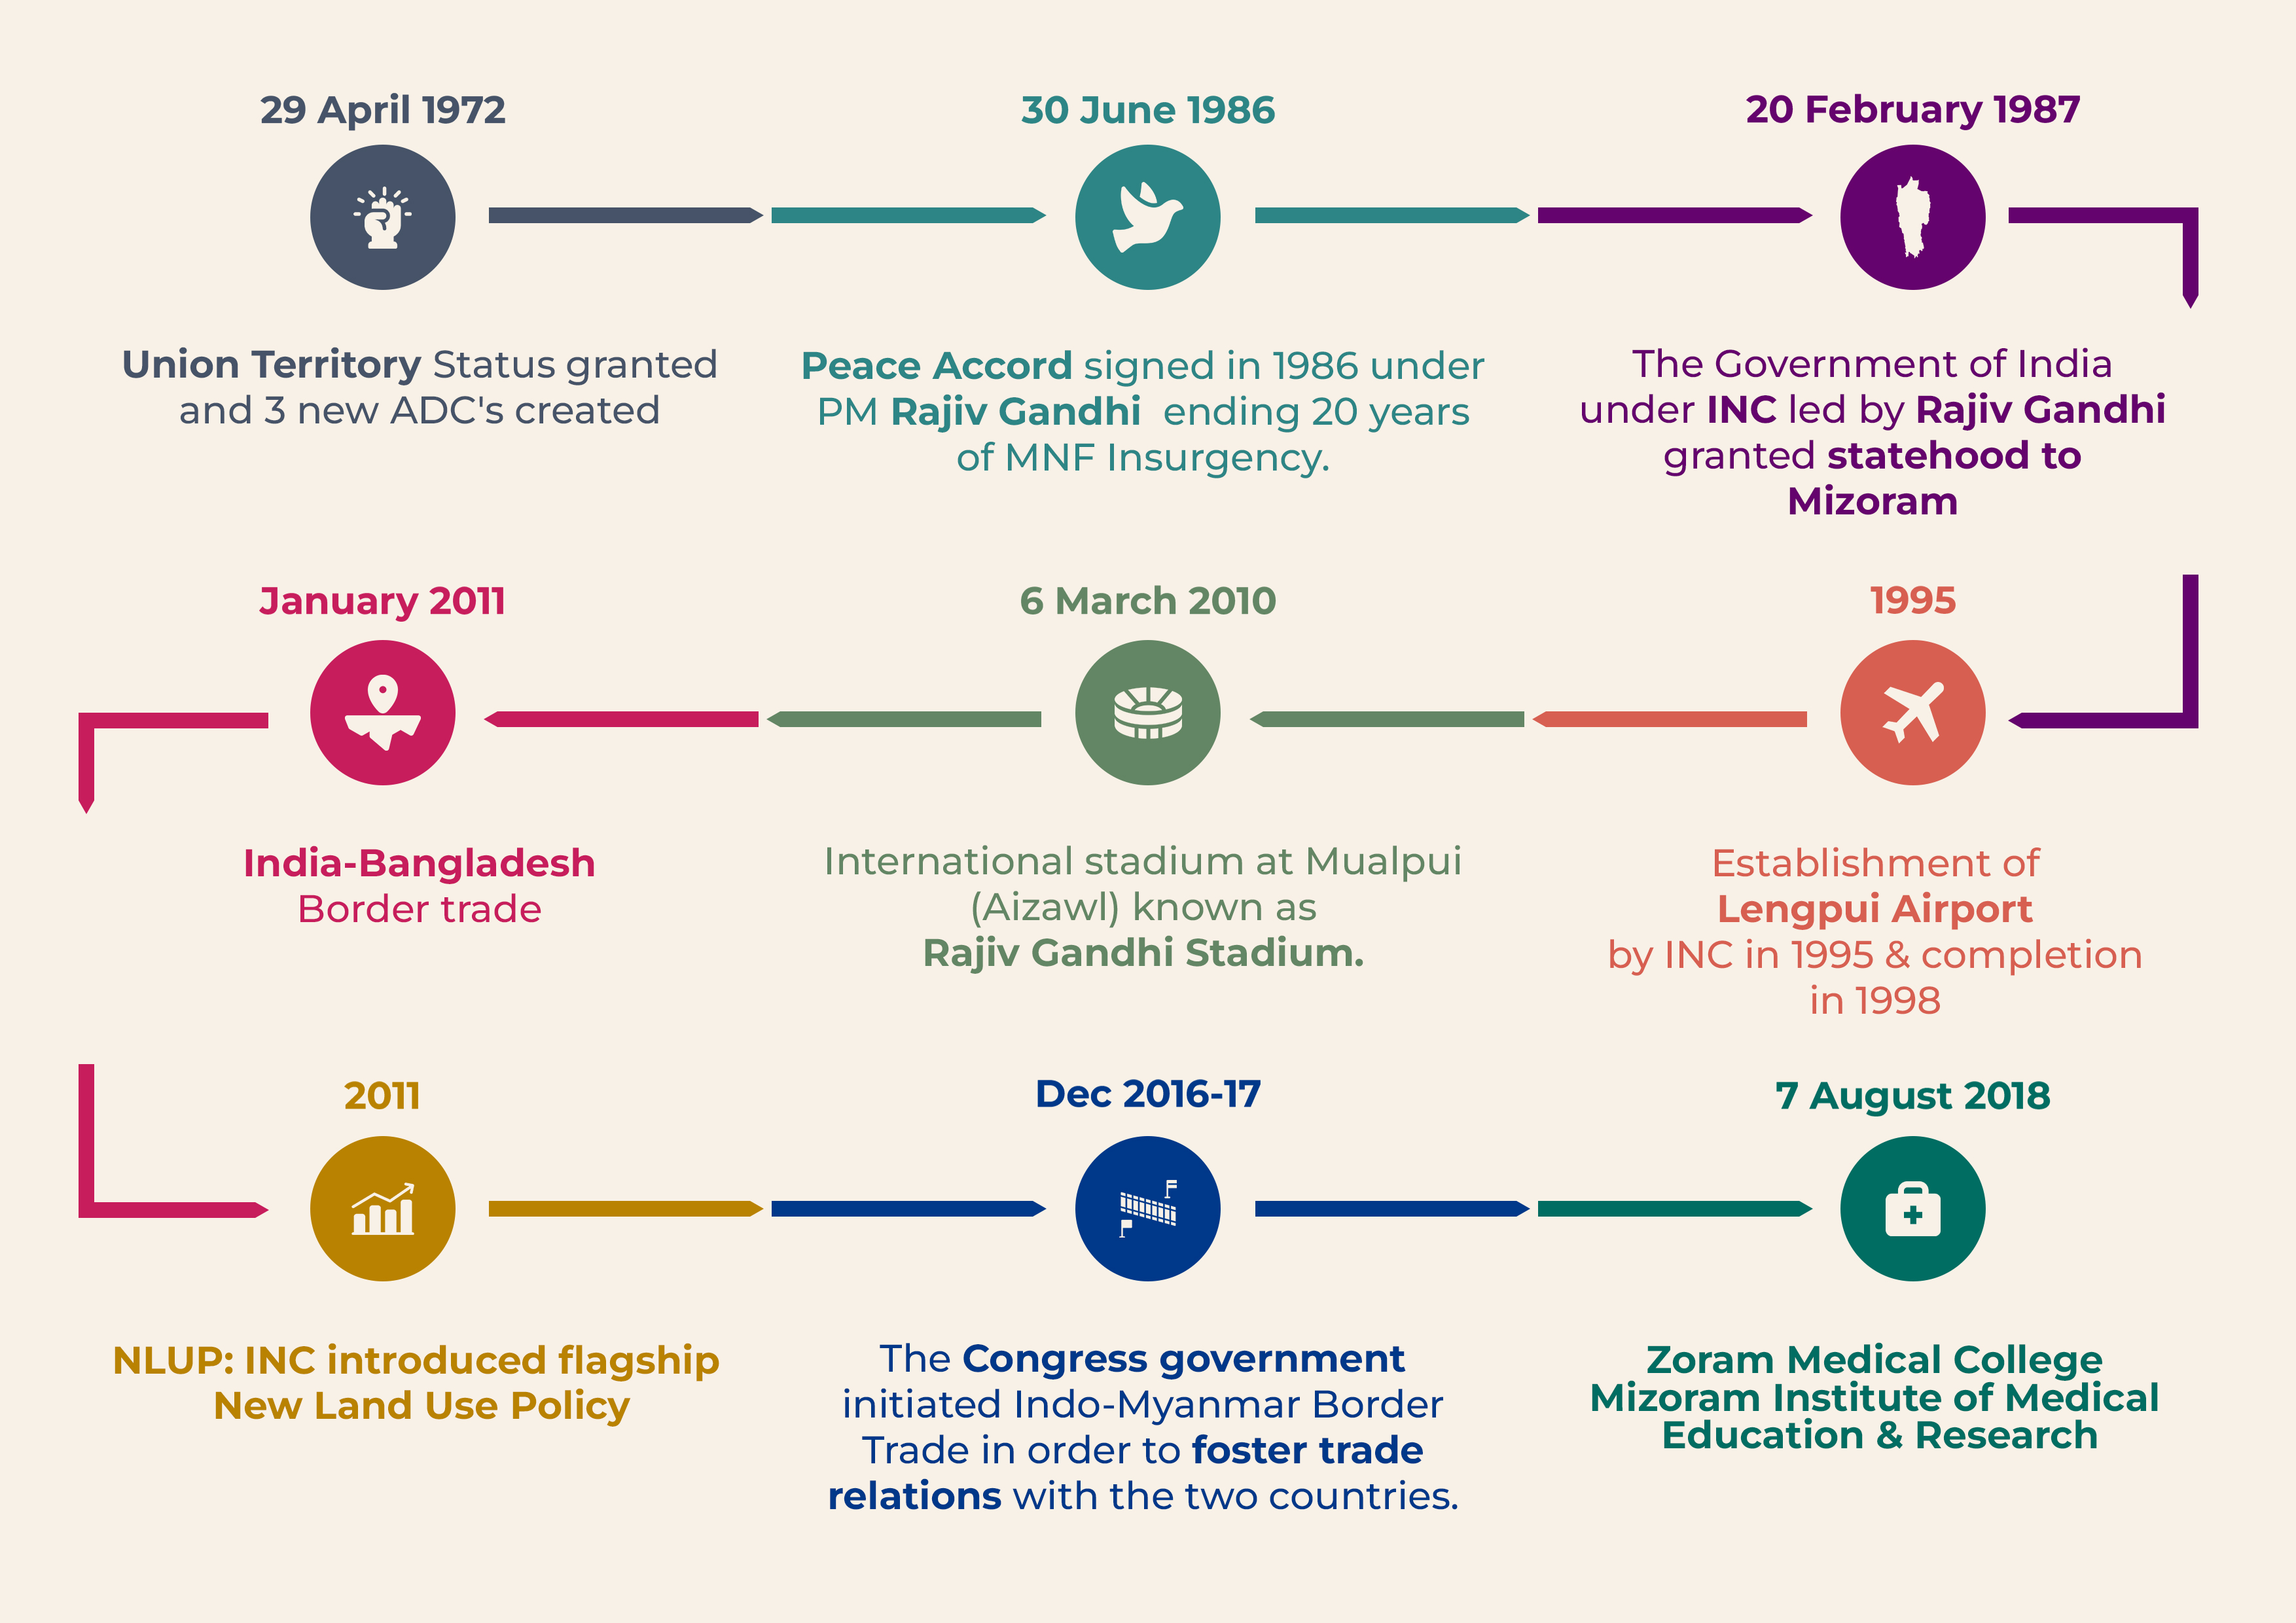 29 April 1972
Union Territory Status granted
and 3 new ADC's created
30 June 1986
Peace Accord signed in 1986 under
PM Rajiv Gandhi ending 20 years
of MNF Insurgency.
20 February 1987
The Government of India
under INC led by Rajiv Gandhi
granted statehood to
Mizoram
1995
Establishment of
Lengpui Airport
by INC in 1995 & completion
in 1998
6 March 2010
International stadium at Mualpui
(Aizawl) known as
Rajiv Gandhi Stadium.
January 2011
India-Bangladesh
Border trade
2011
NLUP: INC introduced flagship
New Land Use Policy
Dec 2016-17
The Congress government
initiated Indo-Myanmar Border
Trade in order to foster trade
relations with the two countries.
7 August 2018
Zoram Medical College
Mizoram Institute of Medical
Education & Research